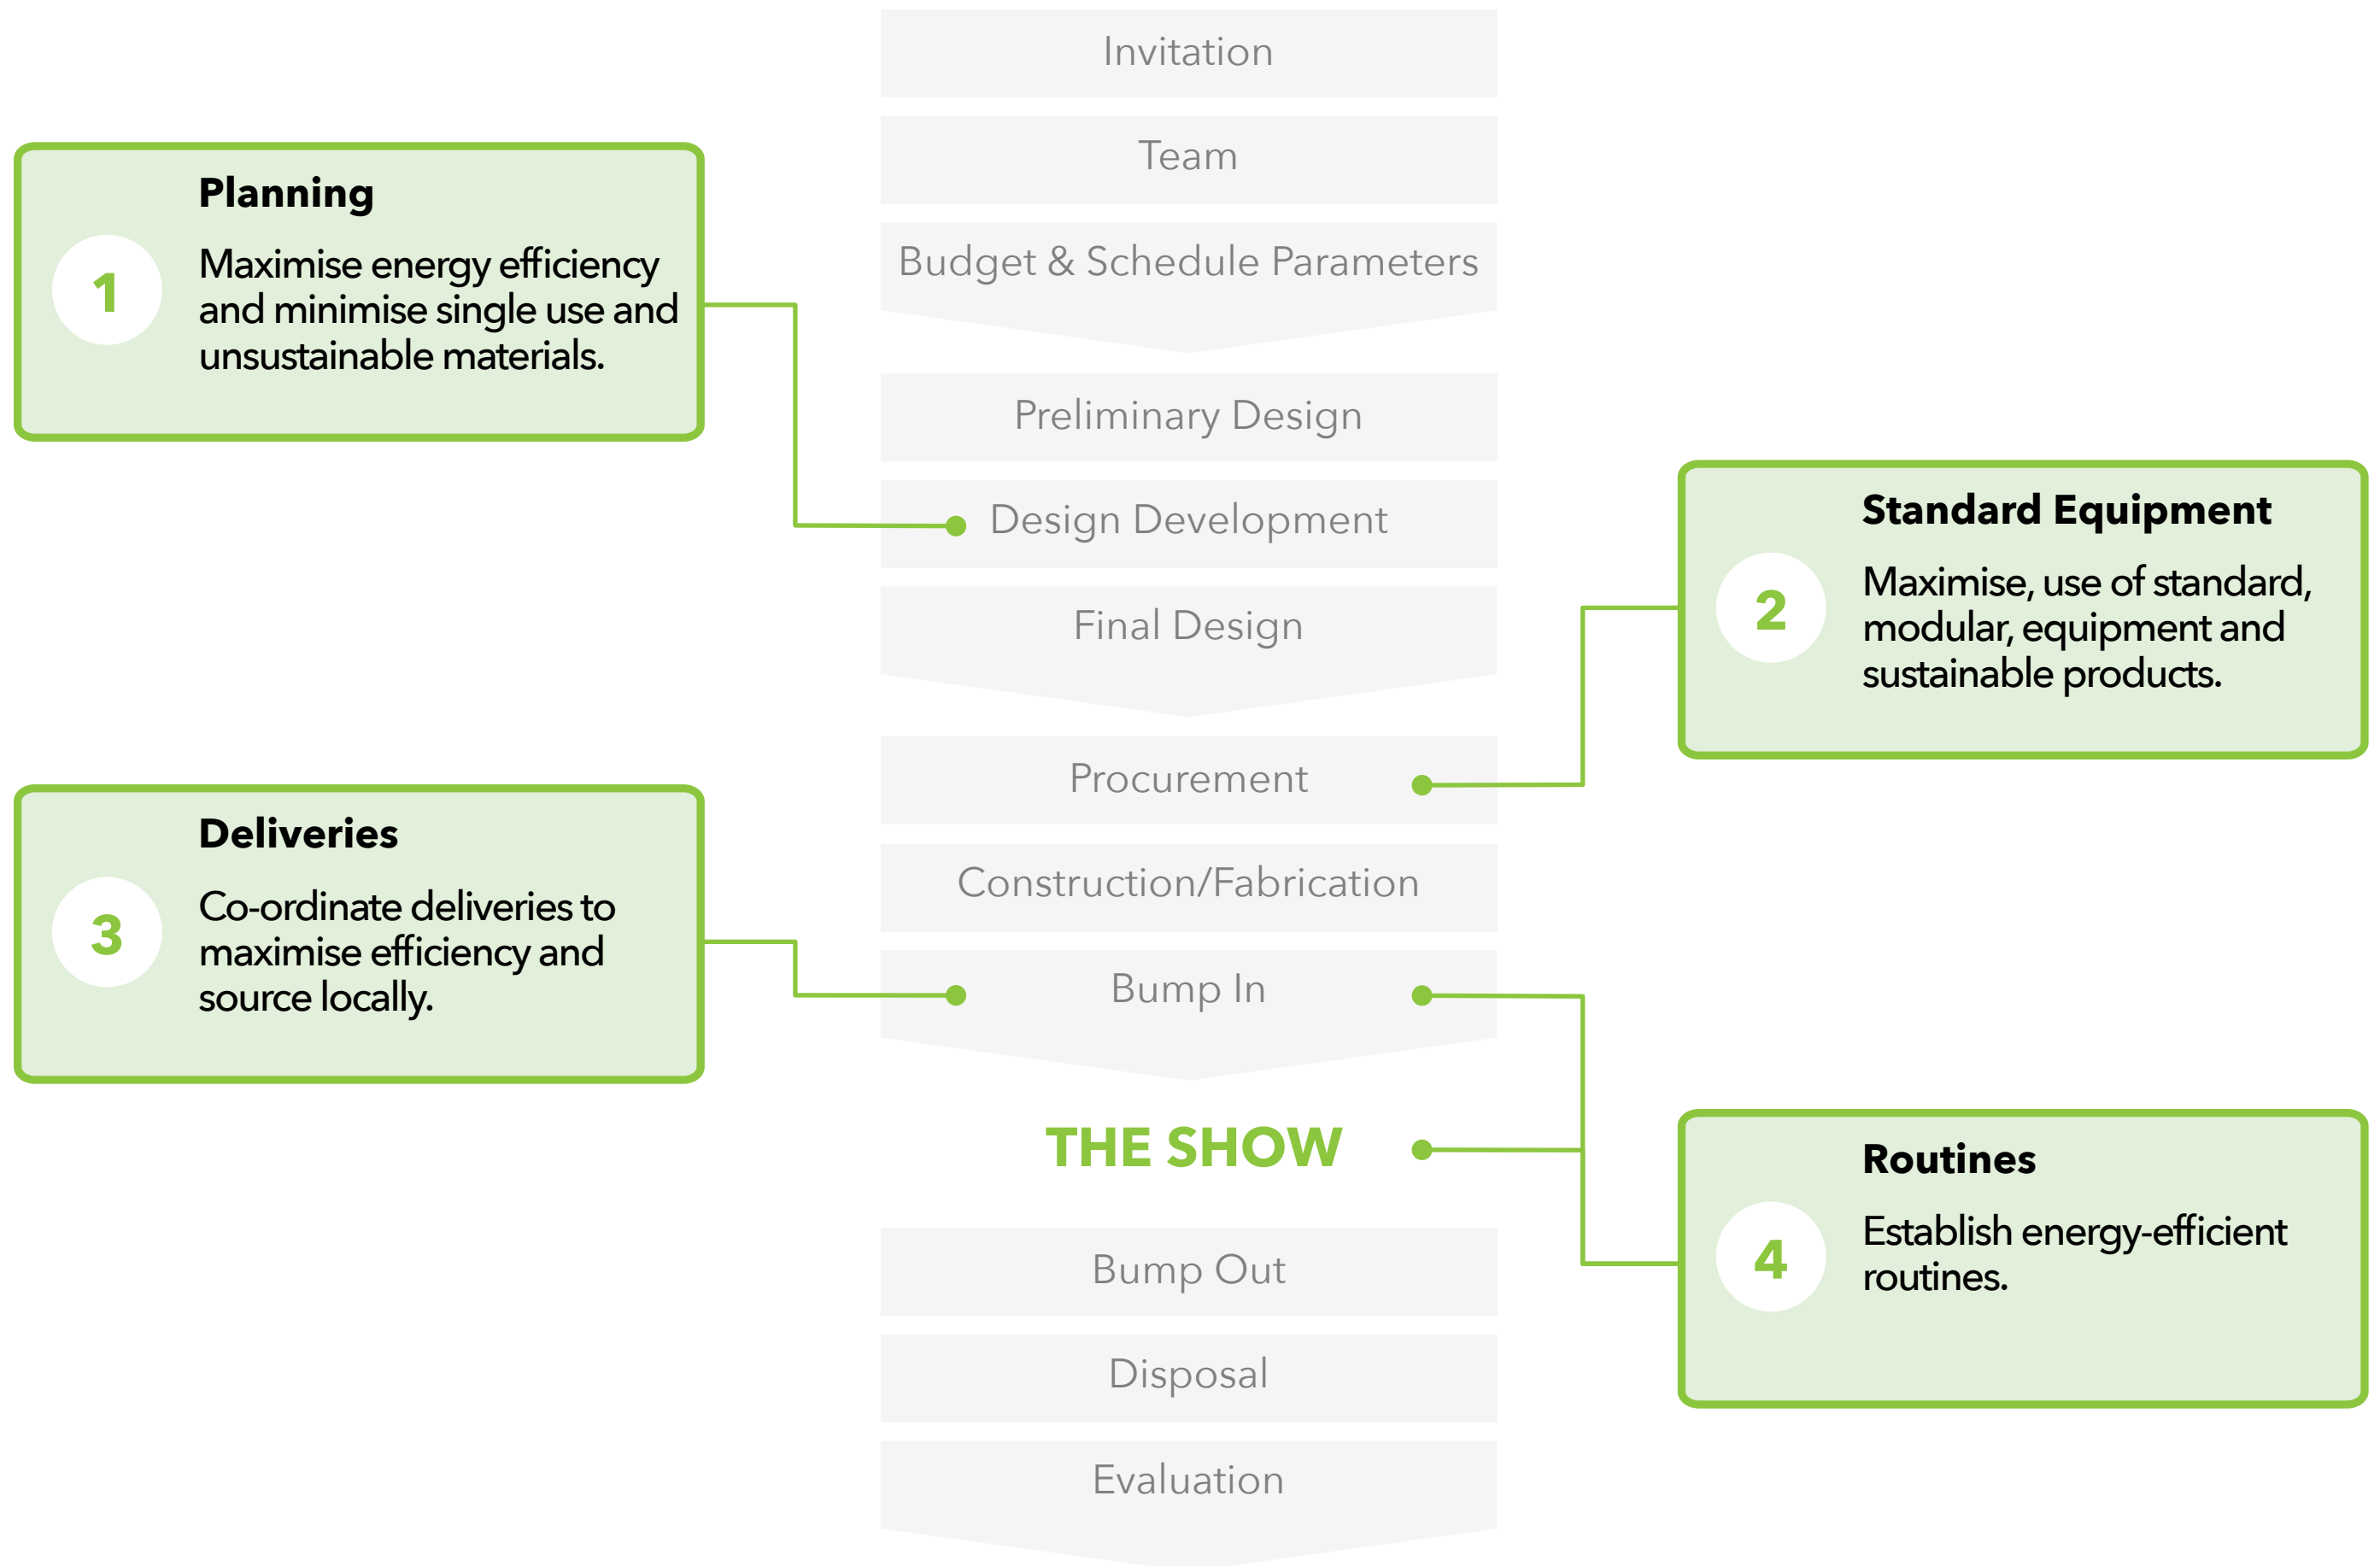 Invitation
Team
Budget & Schedule Parameters
Preliminary Design
Design Development
Final Design
Procurement
Construction/Fabrication
Bump In
THE SHOW
Bump Out
Disposal
Evaluation
1
Planning
Maximise energy efficiency
and minimise single use and
unsustainable materials.
2
Standard Equipment
Maximise, use of standard,
modular, equipment and
sustainable products.
3
Deliveries
Co-ordinate deliveries to
maximise efficiency and
source locally.
4
Routines
Establish energy-efficient
routines.